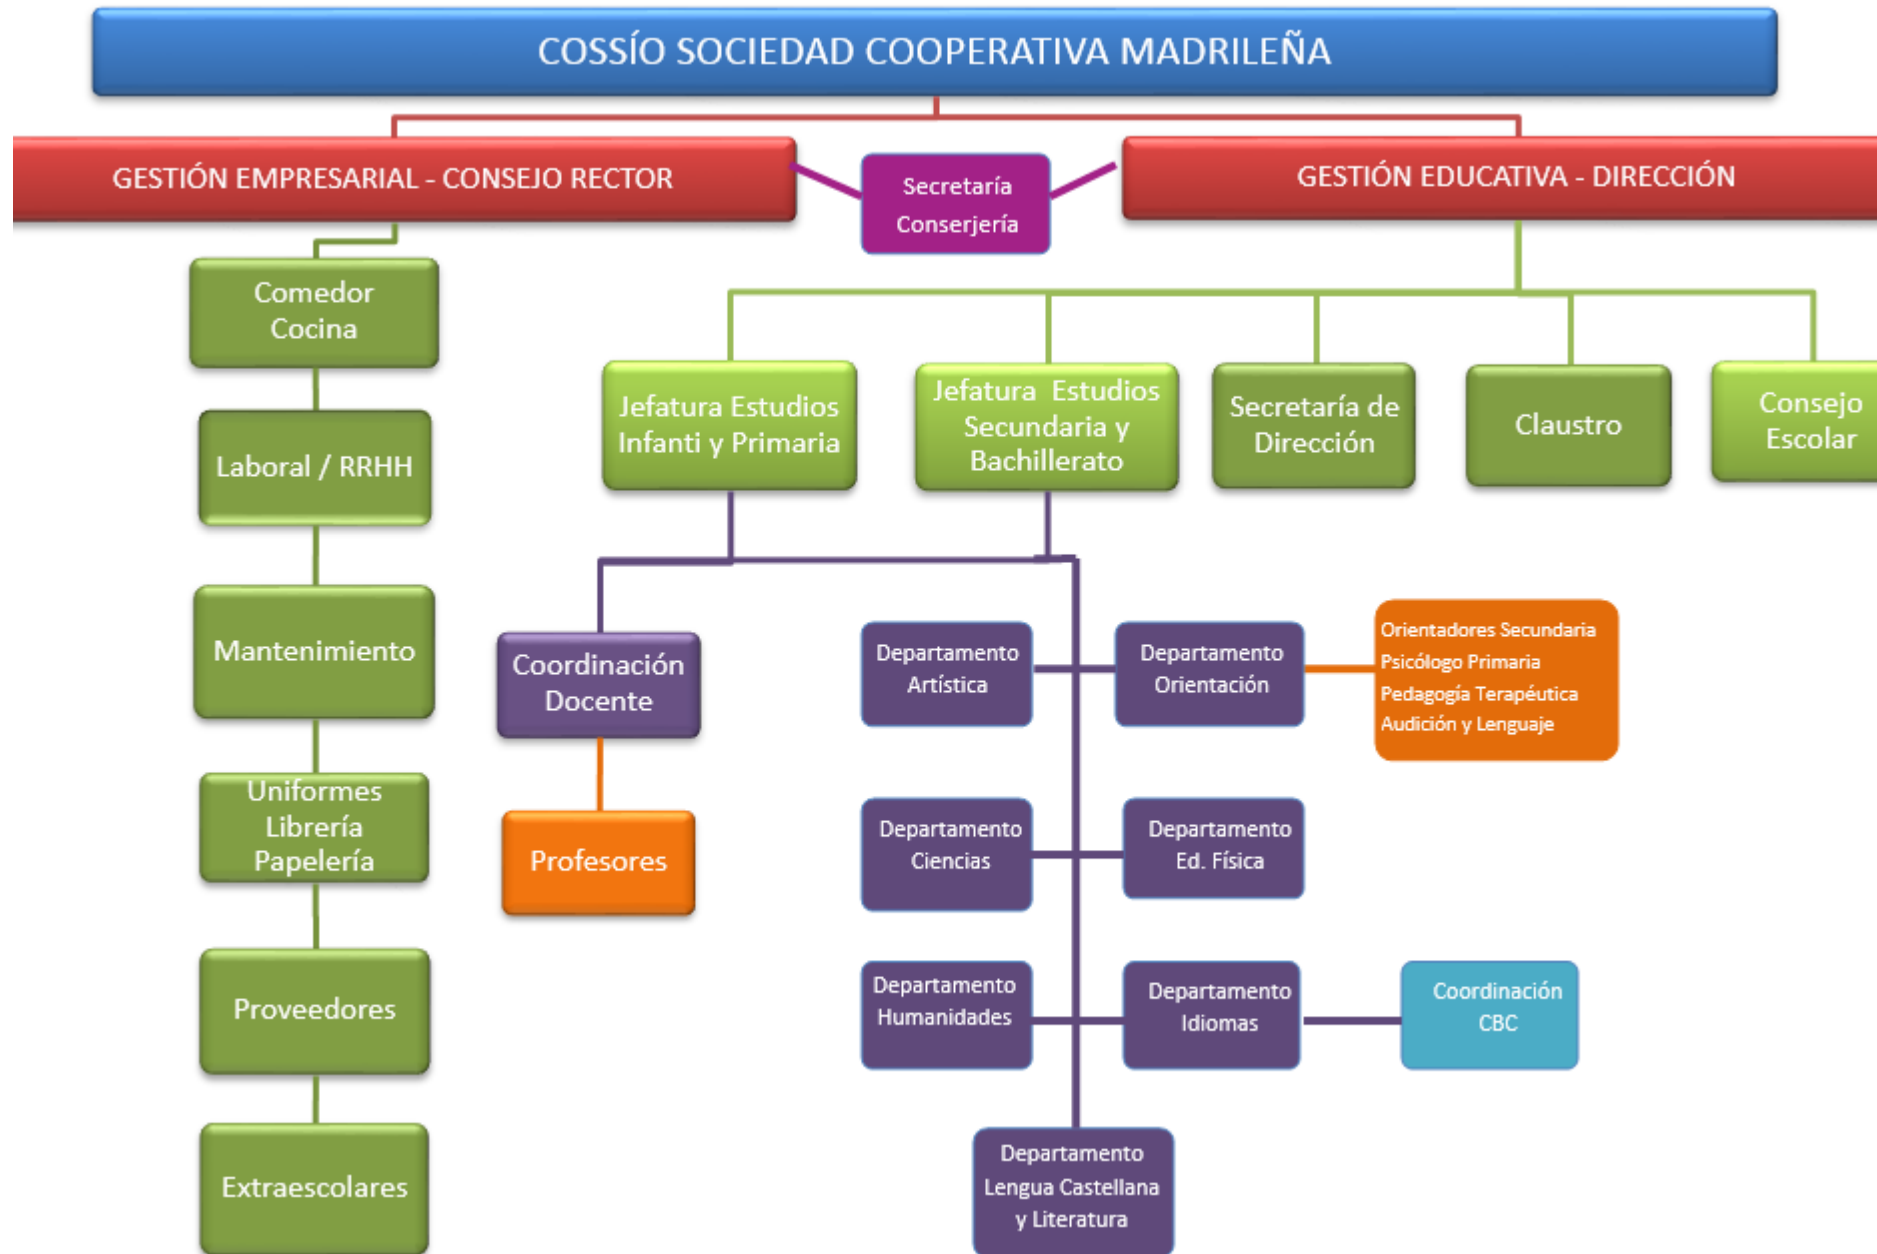 COSSÍO SOCIEDAD COOPERATIVA MADRILEÑA
GESTIÓN EMPRESARIAL - CONSEJO RECTOR
Secretaría
Conserjería
GESTIÓN EDUCATIVA - DIRECCIÓN
Comedor
Cocina
Laboral / RRHH
Mantenimiento
Uniformes
Librería
Papelería
Proveedores
Extraescolares
Jefatura Estudios
Infanti y Primaria
Jefatura Estudios
Secundaria y
Bachillerato
Secretaría de
Dirección
Claustro
Consejo
Escolar
Coordinación
Docente
Profesores
Departamento
Artística
Departamento
Orientación
Orientadores Secundaria
Psicólogo Primaria
Pedagogía Terapéutica
Audición y Lenguaje
Departamento
Ciencias
Departamento
Ed. Física
Departamento
Humanidades
Departamento
Idiomas
Coordinación
CBC
Departamento
Lengua Castellana
y Literatura